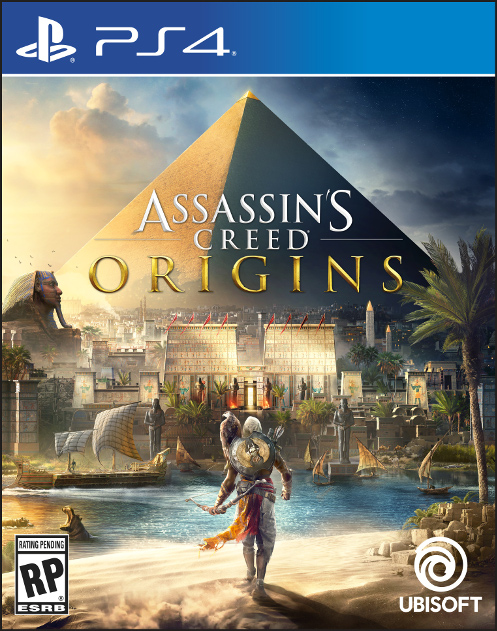 PS4
ASSASSIN'S
CREED®
ORIGINS
RATING PENDING
RP
ESRB
UBISOFT